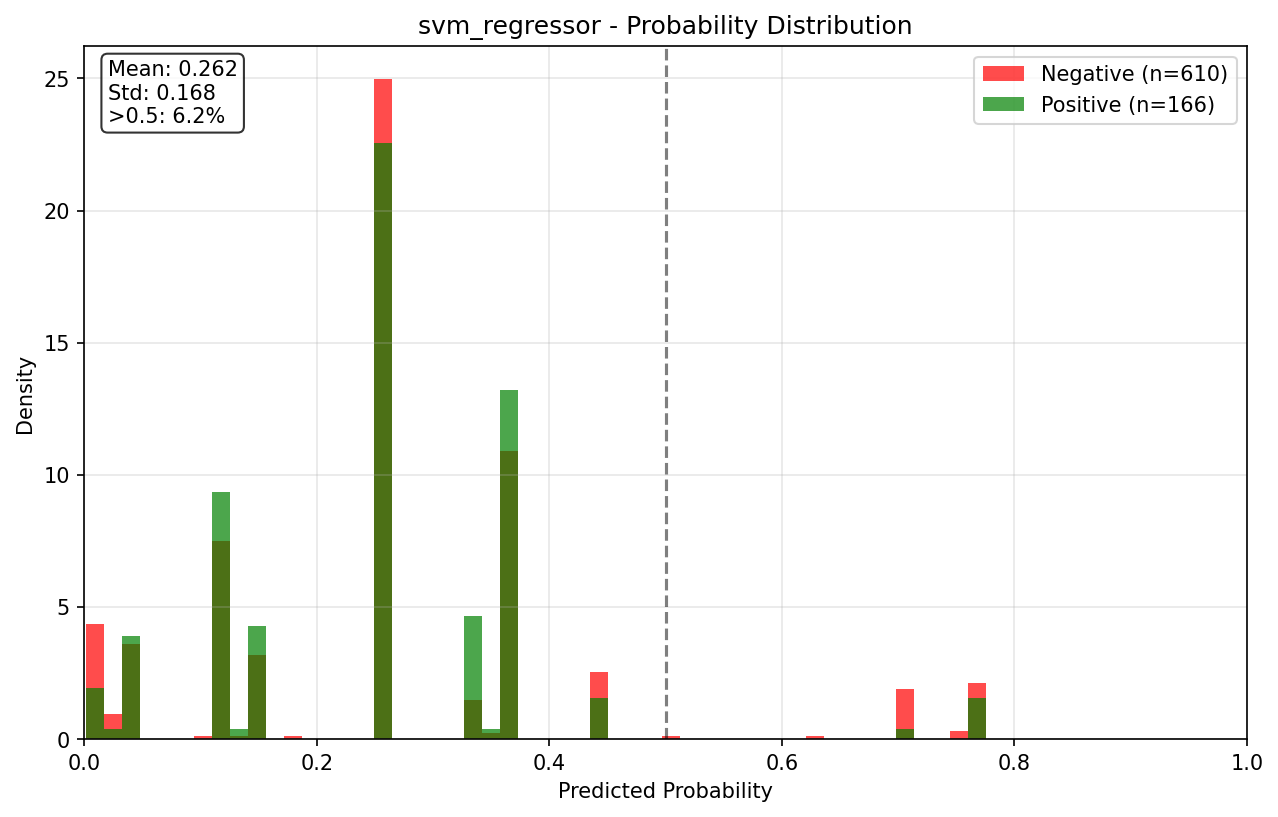 svm_regressor - Probability Distribution
Mean: 0.262
Std: 0.168
>0.5: 6.2%
Negative (n=610)
Positive (n=166)
Density
25
20
15
10
5
0
0.0 0.2 0.4 0.6 0.8 1.0
Predicted Probability